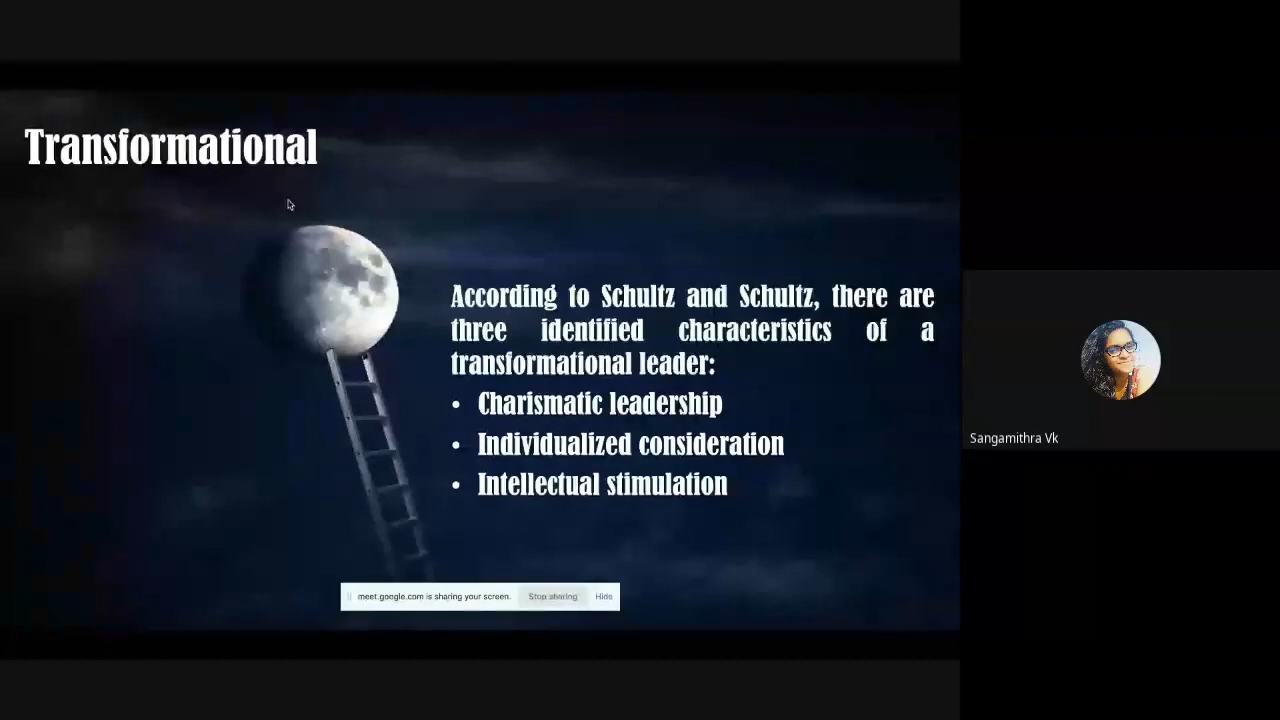 Transformational
According to Schultz and Schultz, there are
three identified characteristics of a
transformational leader:
• Charismatic leadership
• Individualized consideration
• Intellectual stimulation
meet.google.com is sharing your screen. Stop sharing Hide
Sangamithra Vk